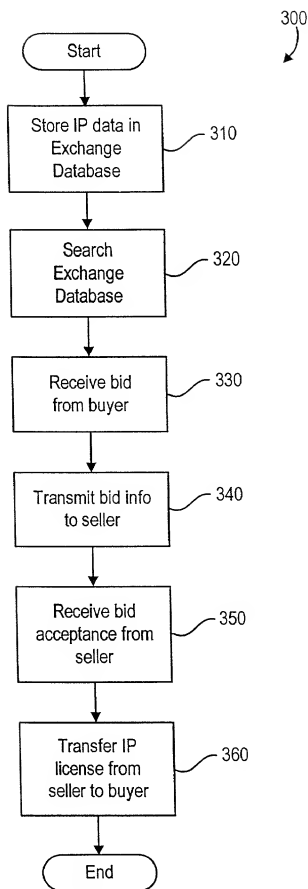 300
Start
Store IP data in
Exchange
Database
310
Search
Exchange
Database
320
Receive bid
from buyer
330
Transmit bid info
to seller
340
Receive bid
acceptance from
seller
350
Transfer IP
license from
seller to buyer
360
End